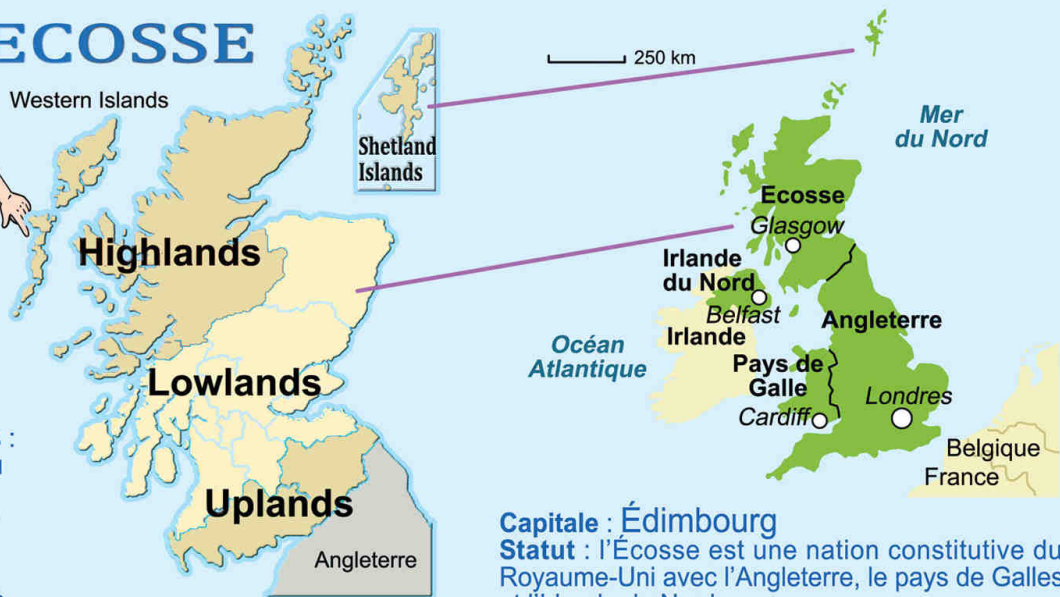 ECOSSE
Western Islands
Shetland
Islands
Highlands
Lowlands
Uplands
Angleterre
250 km
Mer
du Nord
Ecosse
Glasgow
Irlande
du Nord
Belfast
Irlande
Angleterre
Océan
Atlantique
Pays de
Galle
Cardiff
Londres
Belgique
France
Capitale : Édimbourg
Statut : l’Écosse est une nation constitutive du
Royaume-Uni avec l’Angleterre, le pays de Galles